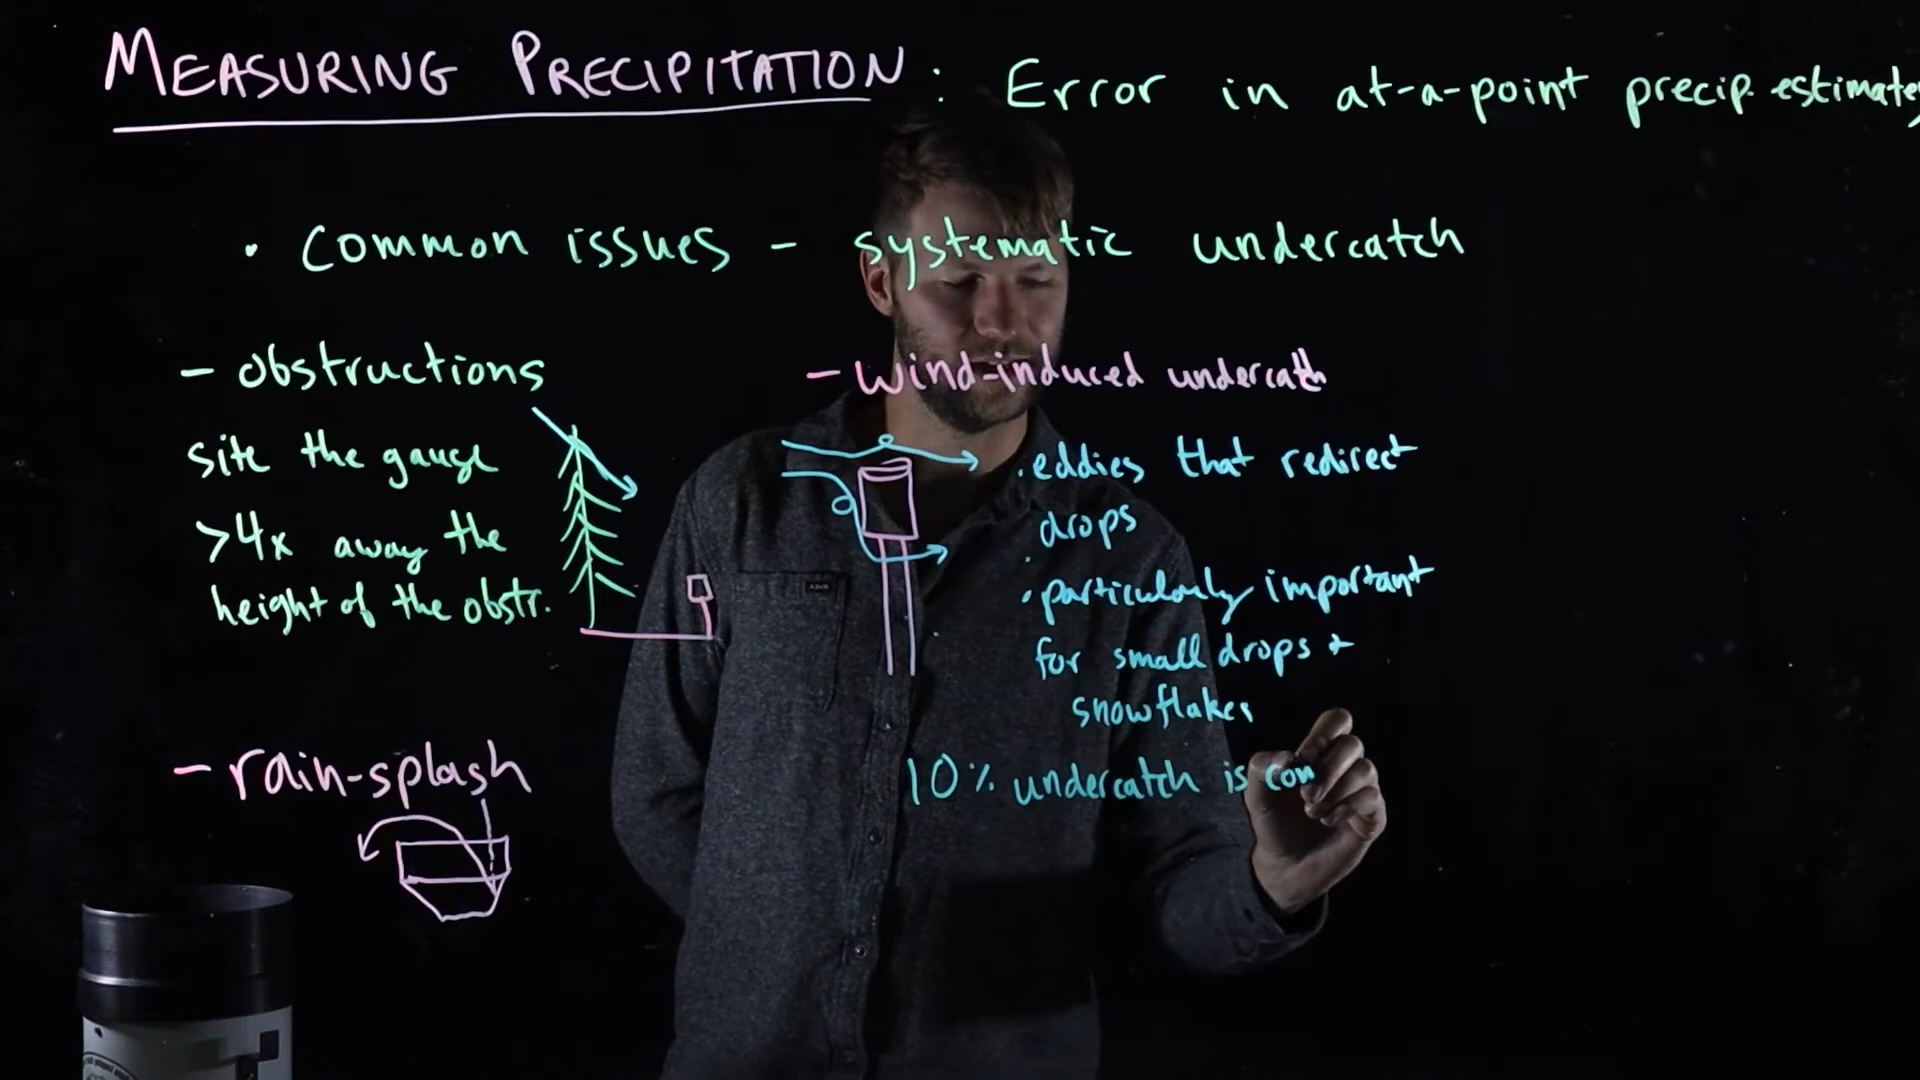 MEASURING PRECIPITATION : Error in at-a-point precip. estimates
• Common issues - systematic undercatch
- obstructions
site the gauge
>4x away the
height of the obstr.
- rain-splash
- wind-induced undercath
• eddies that redirect
drops
• particularly important
for small drops +
snowflakes
10% undercatch is com